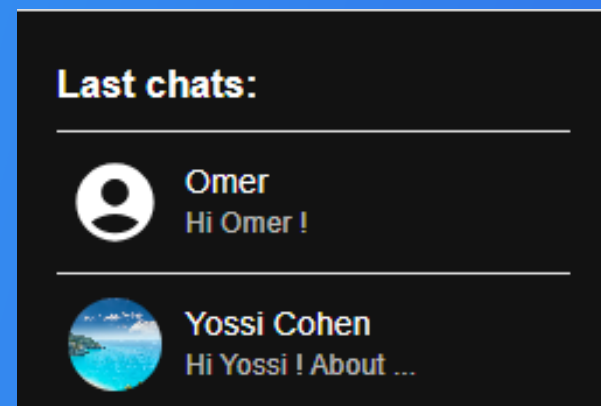 Last chats:
Omer
Hi Omer !
Yossi Cohen
Hi Yossi ! About ...